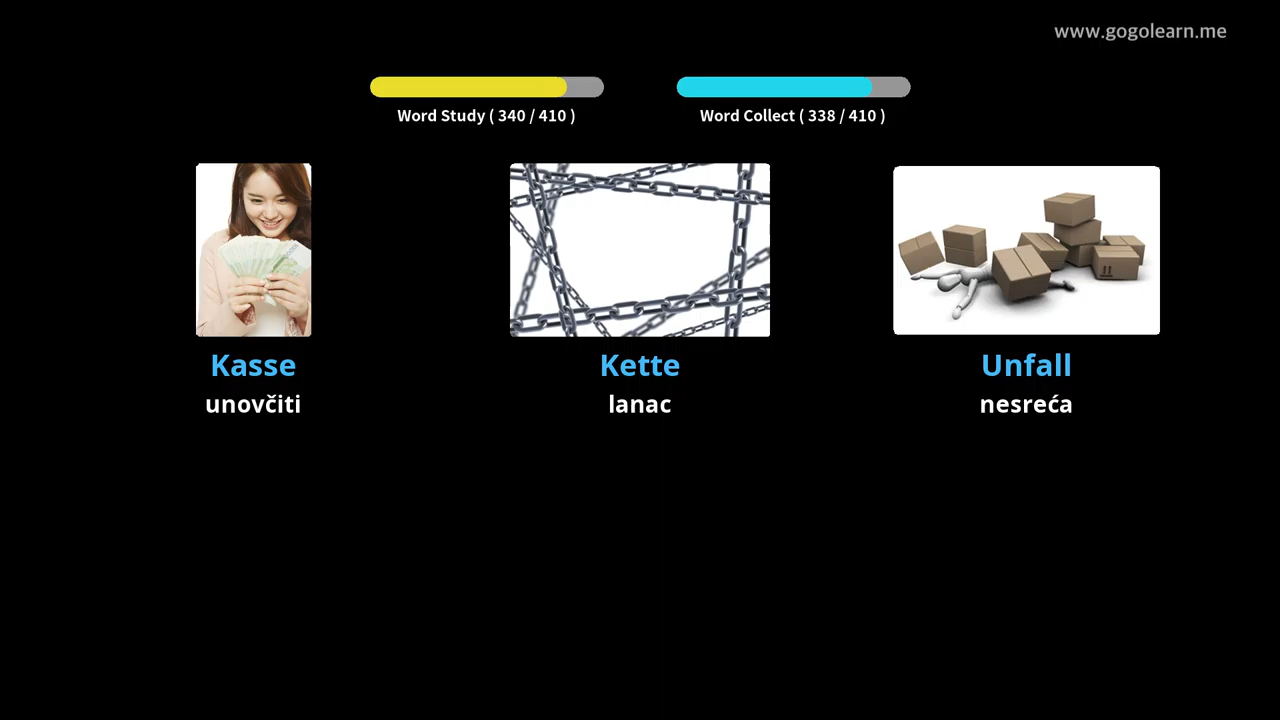 www.gogolearn.me
Word Study ( 340 / 410 )
Word Collect ( 338 / 410 )
Kasse
unovčiti
Kette
lanac
Unfall
nesreća